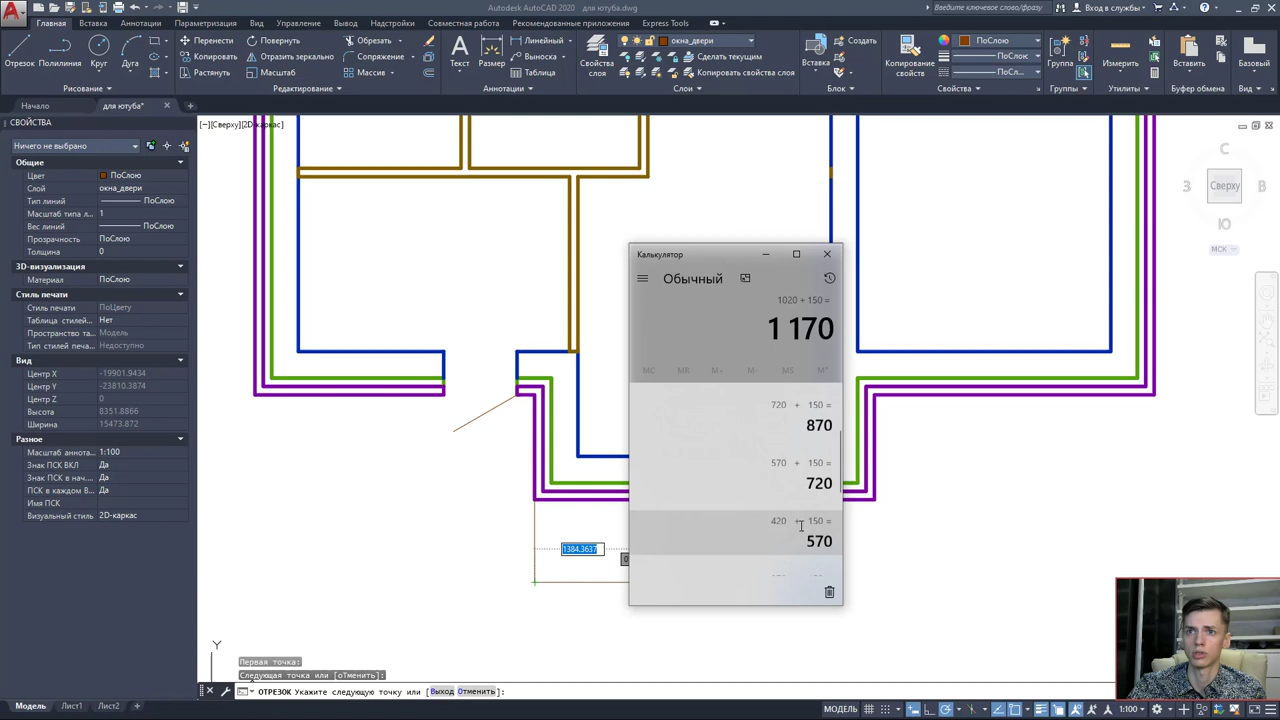 Autodesk AutoCAD 2020 для ютуба.dwg
Введите ключевое слово/фразу
Вход в службы
Главная Вставка Аннотации Параметризация Вид Управление Вывод Надстройки Совместная работа Рекомендованные приложения Express Tools
Отрезок Полилиния Круг Дуга
Перенести Повернуть Обрезать
Копировать Отразить зеркально Сопряжение
Растянуть Масштаб Массив
Текст Размер
Линейный
Выноска
Таблица
Свойства слоя
окна_двери
Сделать текущим
Копировать свойства слоя
Вставка
Создать
Редактировать
Копирование свойств
ПоСлою
ПоСлою
ПоСл...
Группа Измерить Вставить Базовый
Рисование Редактирование Аннотации Слои Блок Свойства Группы Утилиты Буфер обмена Вид
Начало для ютуба*
СВОЙСТВА
[−][Сверху][2D-каркас]
Ничего не выбрано
Общие
Цвет ПоСлою
Слой окна_двери
Тип линий ПоСлою
Масштаб типа л... 1
Вес линий ПоСлою
Прозрачность ПоСлою
Толщина 0
3D-визуализация
Материал ПоСлою
Стиль печати
Стиль печати ПоЦвету
Таблица стилей... Нет
Пространство та... Модель
Тип стилей печат... Недоступно
Вид
Центр X -19901.9434
Центр Y -23810.3874
Центр Z 0
Высота 8351.8866
Ширина 15473.872
Разное
Масштаб аннота... 1:100
Знак ПСК ВКЛ Да
Знак ПСК в нач... Да
ПСК в каждом В... Да
Имя ПСК
Визуальный стиль 2D-каркас
С
З Сверху В
Ю
МСК
Калькулятор
Обычный
1020 + 150 =
1 170
MC MR M+ M- MS M˅
720 + 150 =
870
570 + 150 =
720
420 + 150 =
570
1384.3637
Y
Первая точка:
Следующая точка или [оТменить]:
ОТРЕЗОК Укажите следующую точку или [Выход Отменить]:
Модель Лист1 Лист2 +
МОДЕЛЬ 1:100